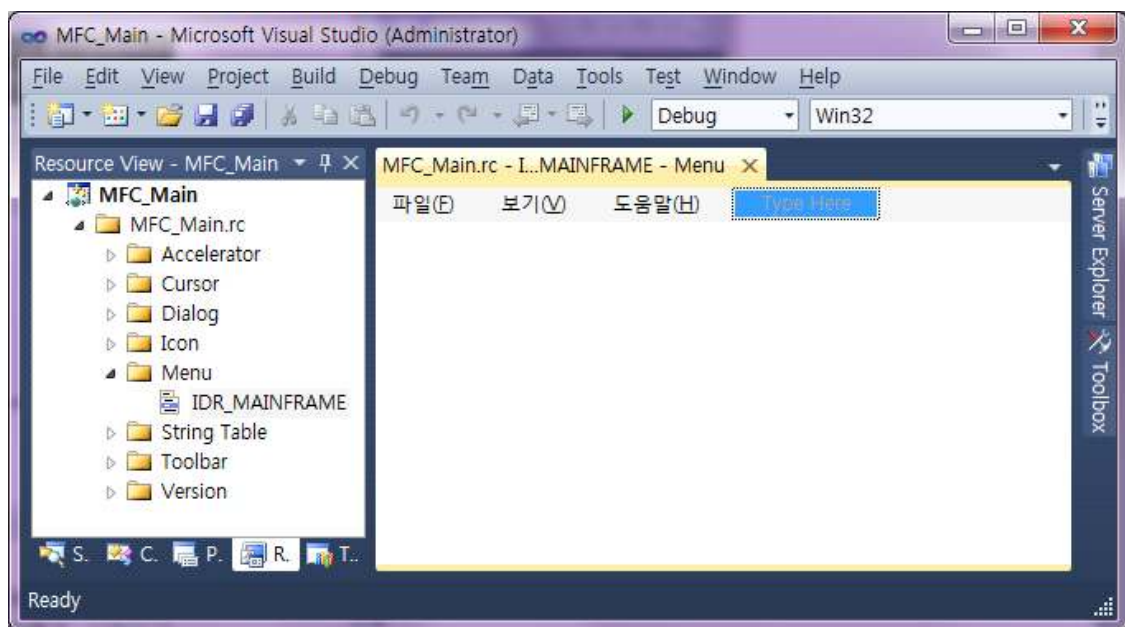 MFC_Main - Microsoft Visual Studio (Administrator)
File Edit View Project Build Debug Team Data Tools Test Window Help
Debug Win32
Resource View - MFC_Main
MFC_Main.rc - I...MAINFRAME - Menu
MFC_Main
파일(F) 보기(V) 도움말(H) Type Here
MFC_Main.rc
Accelerator
Cursor
Dialog
Icon
Menu
IDR_MAINFRAME
String Table
Toolbar
Version
Server Explorer
Toolbox
S. C. P. R. T..
Ready